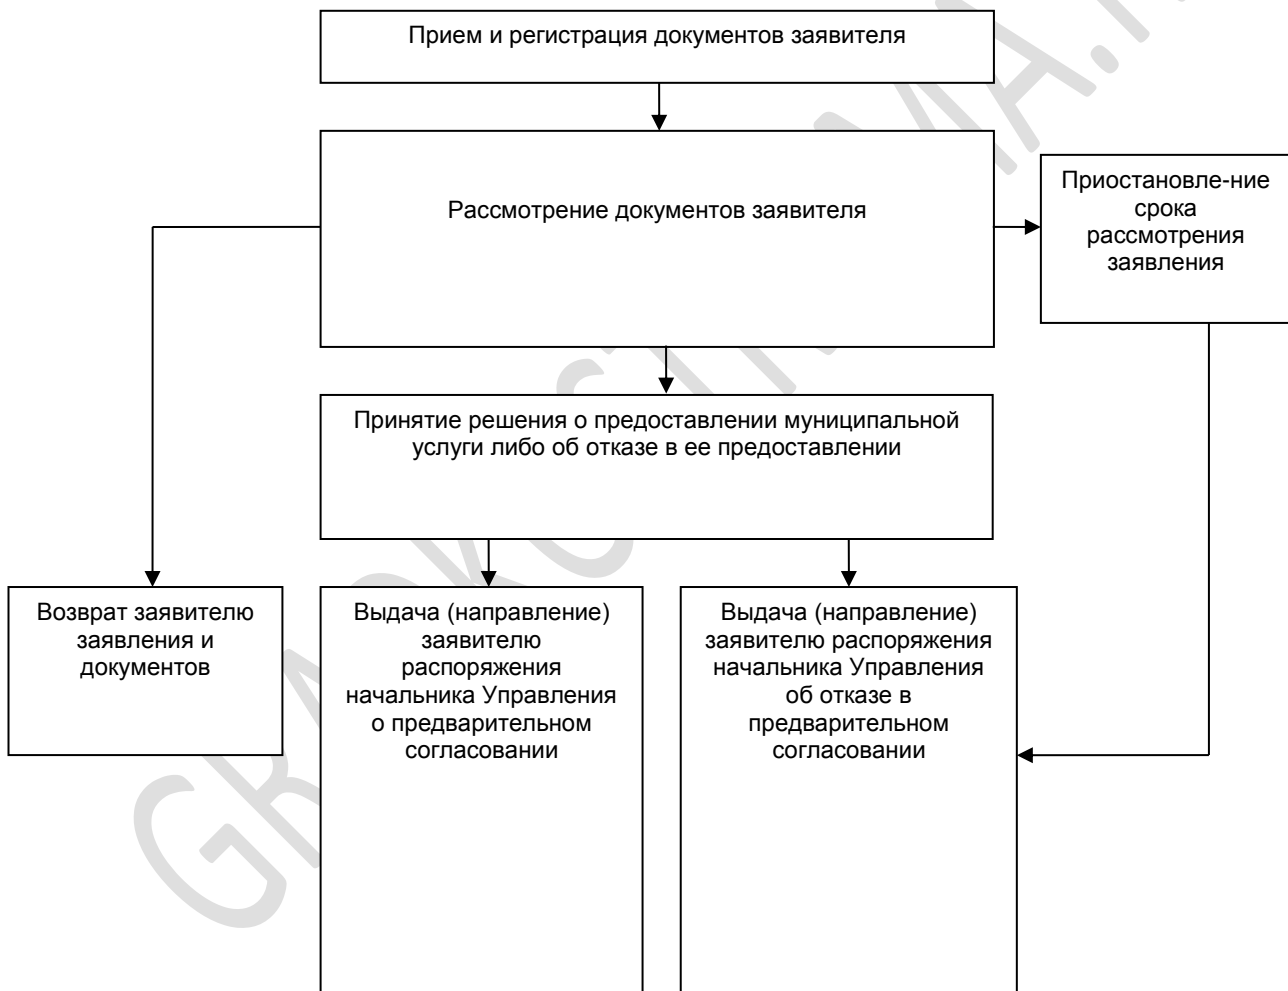 Прием и регистрация документов заявителя
Рассмотрение документов заявителя
Приостановле-ние
срока
рассмотрения
заявления
Принятие решения о предоставлении муниципальной
услуги либо об отказе в ее предоставлении
Возврат заявителю
заявления и
документов
Выдача (направление)
заявителю
распоряжения
начальника Управления
о предварительном
согласовании
Выдача (направление)
заявителю распоряжения
начальника Управления
об отказе в
предварительном
согласовании